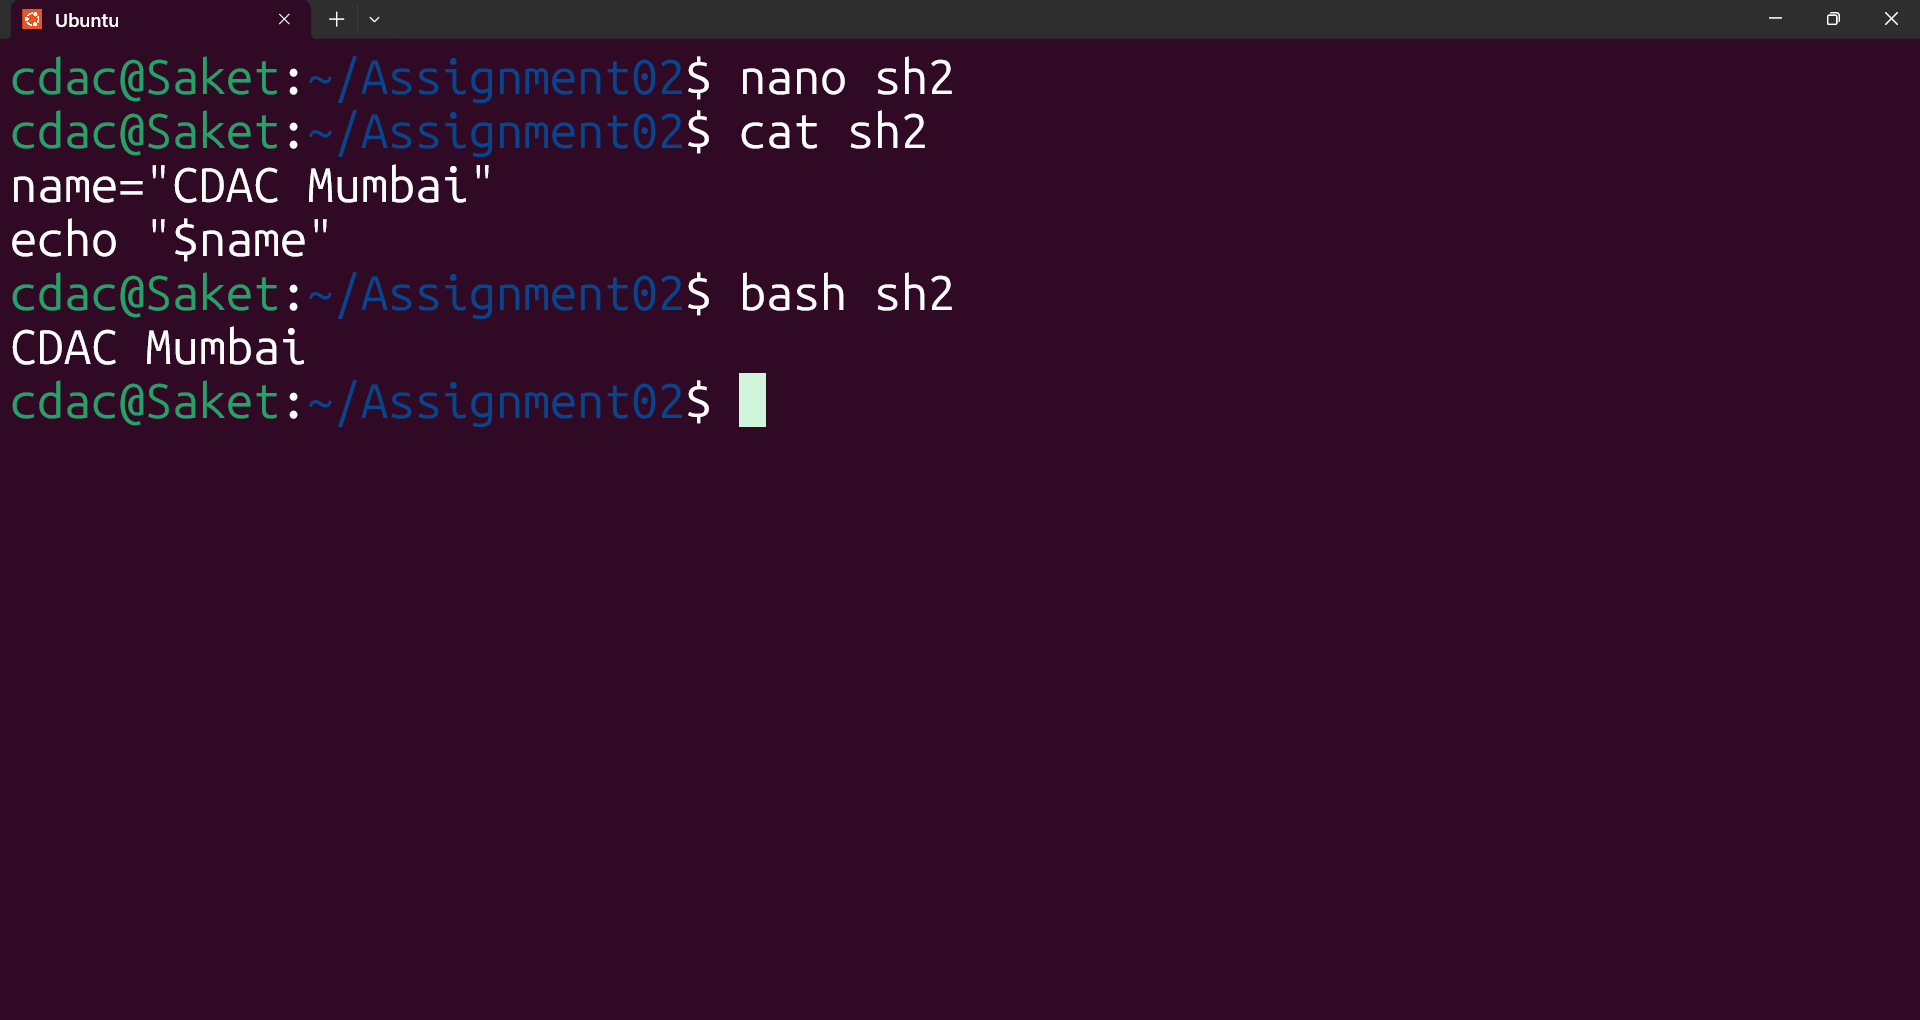 Ubuntu
cdac@Saket:~/Assignment02$ nano sh2
cdac@Saket:~/Assignment02$ cat sh2
name="CDAC Mumbai"
echo "$name"
cdac@Saket:~/Assignment02$ bash sh2
CDAC Mumbai
cdac@Saket:~/Assignment02$